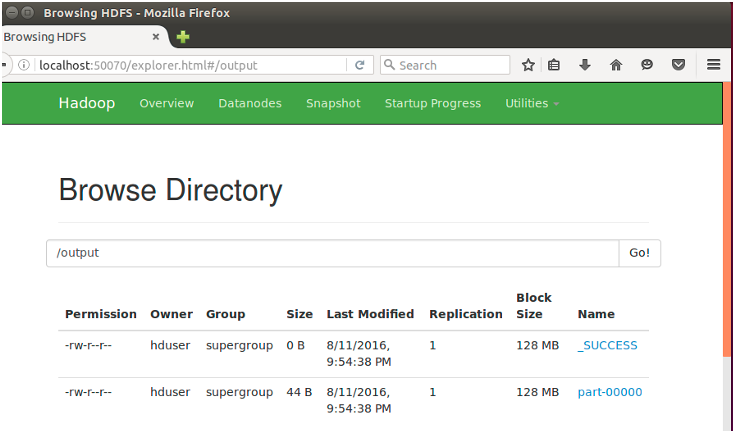 Browsing HDFS - Mozilla Firefox
Browsing HDFS
localhost:50070/explorer.html#/output
Search
Hadoop Overview Datanodes Snapshot Startup Progress Utilities
Browse Directory
/output Go!
Permission Owner Group Size Last Modified Replication Block Size Name
-rw-r--r-- hduser supergroup 0 B 8/11/2016, 9:54:38 PM 1 128 MB _SUCCESS
-rw-r--r-- hduser supergroup 44 B 8/11/2016, 9:54:38 PM 1 128 MB part-00000